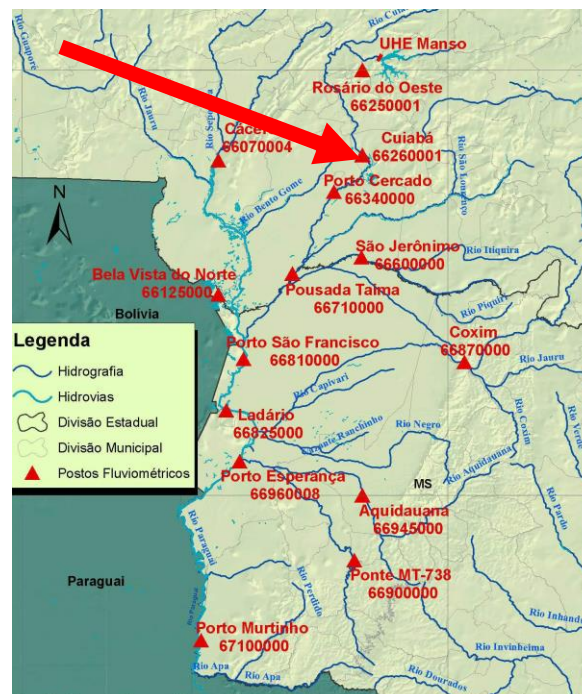 Rio Guaporé
Rio Cuia
UHE Manso
Rio Jauru
Rio Sepotuba
Rosário do Oeste
66250001
Các
66070004
Cuiabá
66260001
Rio São Lourenço
Porto Cercado
66340000
Rio Bento Gome
N
São Jerônimo
66600000
Rio Itiquira
Bela Vista do Norte
66125000
Pousada Taima
66710000
Rio Piquiri
Bolivia
Coxim
66870000
Legenda
Hidrografia
Hidrovias
Divisão Estadual
Divisão Municipal
Postos Fluviométricos
Porto São Francisco
66810000
Rio Jauru
Rio Capivari
Rio Coxim
Rio Verde
Ladário
66825000
Ranchinho
Rio Negro
Rio Aquidauana
Porto Esperança
66960008
MS
Aquidauana
66945000
Rio Pardo
Rio Paraguai
Ponte MT-738
66900000
Paraguai
Rio Perdido
Rio Inhandu
Porto Murtinho
67100000
Rio Invinheima
Rio Apa
Rio Apa
Rio Dourados